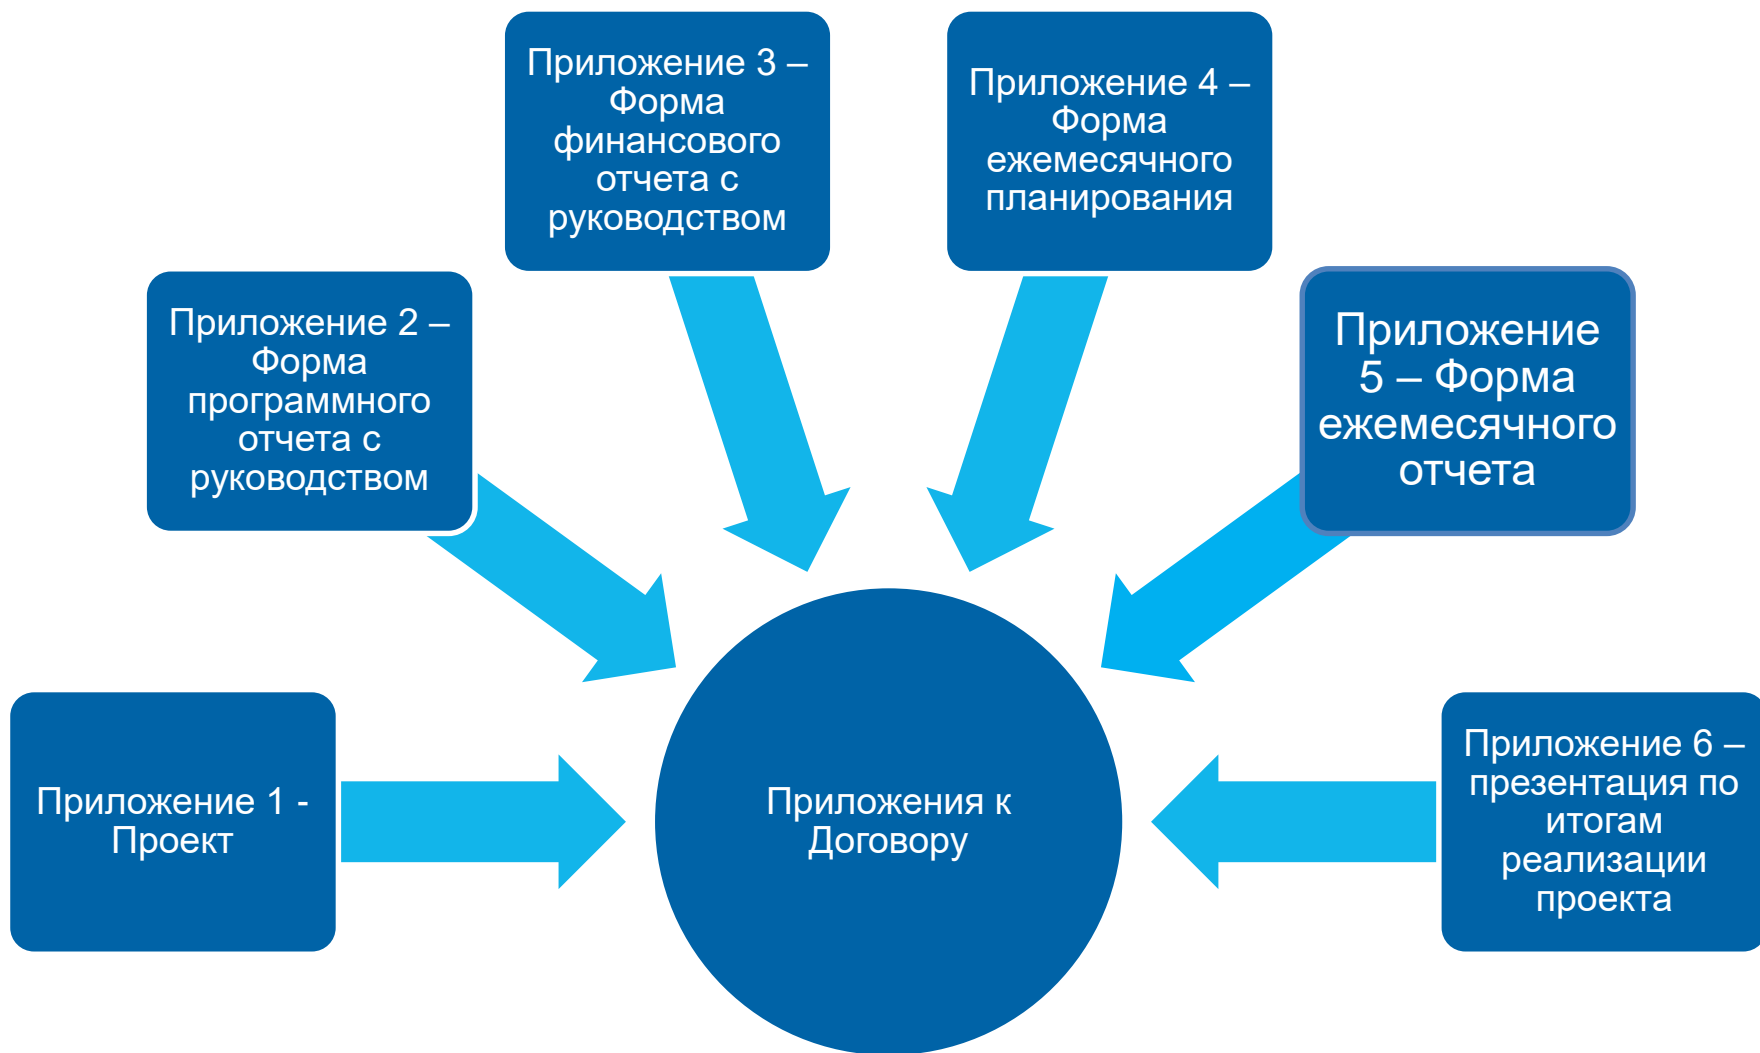 Приложение 3 –
Форма
финансового
отчета с
руководством
Приложение 4 –
Форма
ежемесячного
планирования
Приложение 2 –
Форма
программного
отчета с
руководством
Приложение
5 – Форма
ежемесячного
отчета
Приложение 1 -
Проект
Приложения к
Договору
Приложение 6 –
презентация по
итогам
реализации
проекта